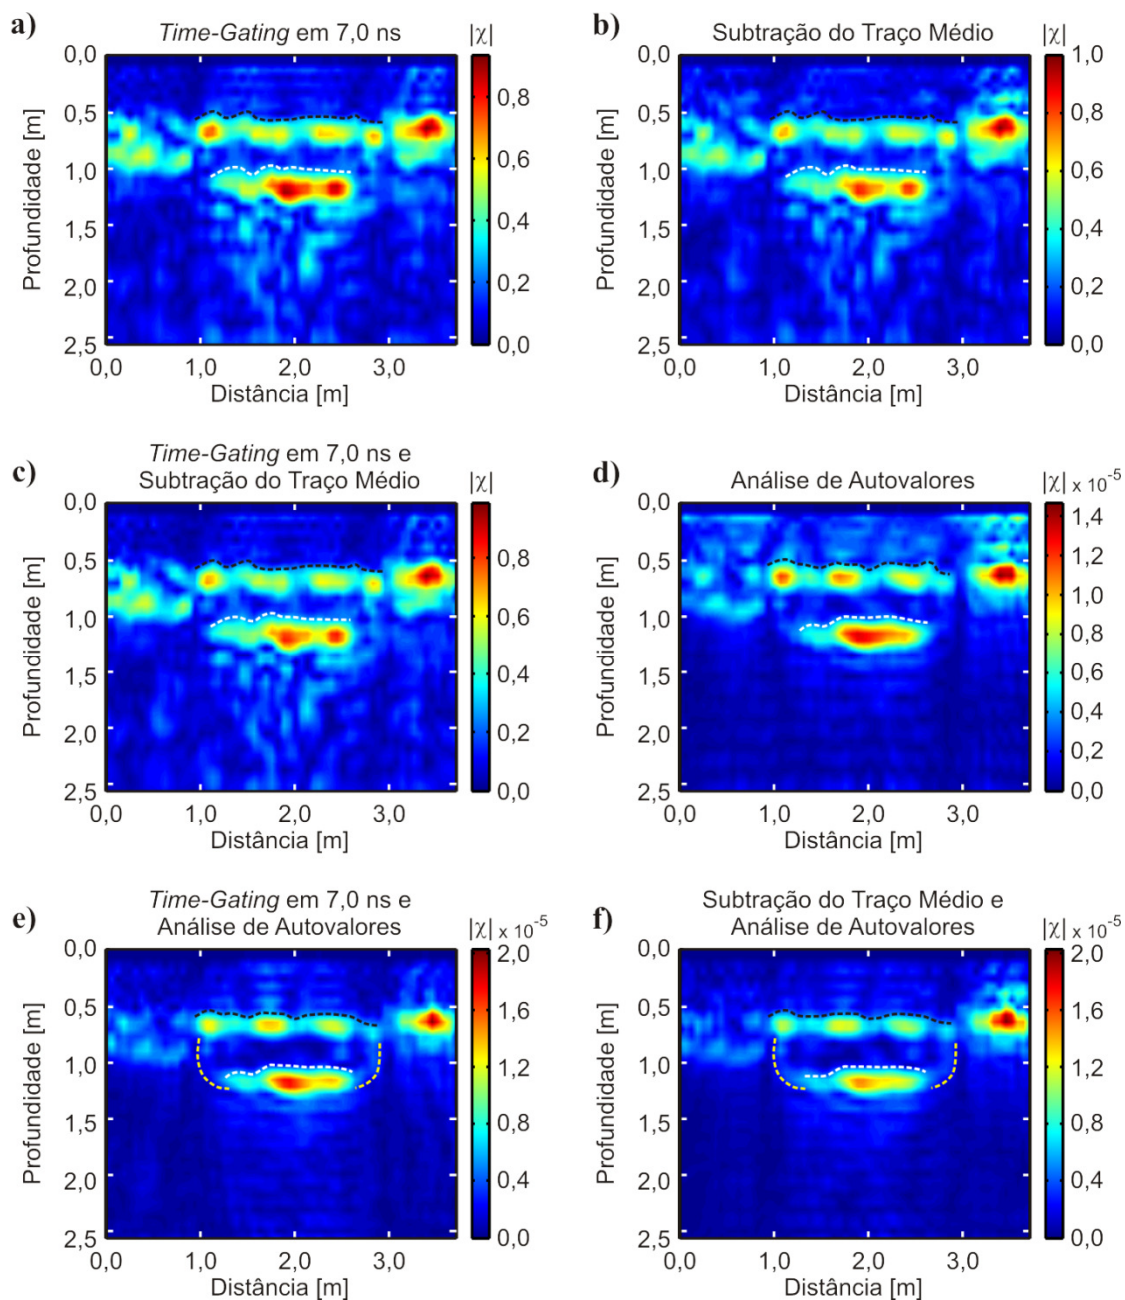 a)
Time-Gating em 7,0 ns
|χ|
0,0
0,5
1,0
1,5
2,0
2,5
Profundidade [m]
0,0 1,0 2,0 3,0
Distância [m]
0,8
0,6
0,4
0,2
0,0
b)
Subtração do Traço Médio
|χ|
0,0
0,5
1,0
1,5
2,0
2,5
Profundidade [m]
0,0 1,0 2,0 3,0
Distância [m]
1,0
0,8
0,6
0,4
0,2
0,0
c)
Time-Gating em 7,0 ns e
Subtração do Traço Médio
|χ|
0,0
0,5
1,0
1,5
2,0
2,5
Profundidade [m]
0,0 1,0 2,0 3,0
Distância [m]
0,8
0,6
0,4
0,2
0,0
d)
Análise de Autovalores
|χ| x 10⁻⁵
0,0
0,5
1,0
1,5
2,0
2,5
Profundidade [m]
0,0 1,0 2,0 3,0
Distância [m]
1,4
1,2
1,0
0,8
0,6
0,4
0,2
0,0
e)
Time-Gating em 7,0 ns e
Análise de Autovalores
|χ| x 10⁻⁵
0,0
0,5
1,0
1,5
2,0
2,5
Profundidade [m]
0,0 1,0 2,0 3,0
Distância [m]
2,0
1,6
1,2
0,8
0,4
0,0
f)
Subtração do Traço Médio e
Análise de Autovalores
|χ| x 10⁻⁵
0,0
0,5
1,0
1,5
2,0
2,5
Profundidade [m]
0,0 1,0 2,0 3,0
Distância [m]
2,0
1,6
1,2
0,8
0,4
0,0